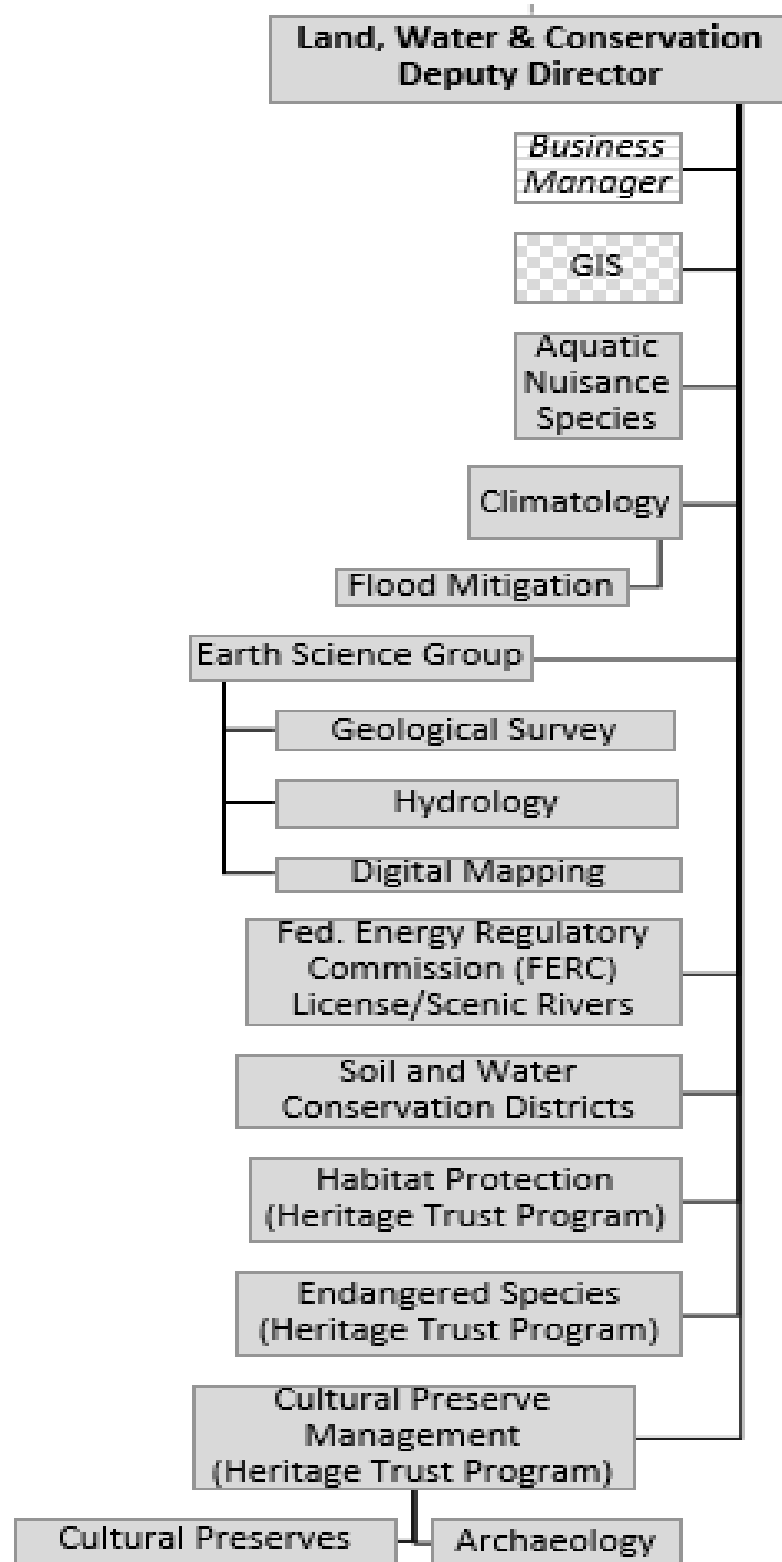 Land, Water & Conservation
Deputy Director
Business
Manager
GIS
Aquatic
Nuisance
Species
Climatology
Flood Mitigation
Earth Science Group
Geological Survey
Hydrology
Digital Mapping
Fed. Energy Regulatory
Commission (FERC)
License/Scenic Rivers
Soil and Water
Conservation Districts
Habitat Protection
(Heritage Trust Program)
Endangered Species
(Heritage Trust Program)
Cultural Preserve
Management
(Heritage Trust Program)
Cultural Preserves
Archaeology